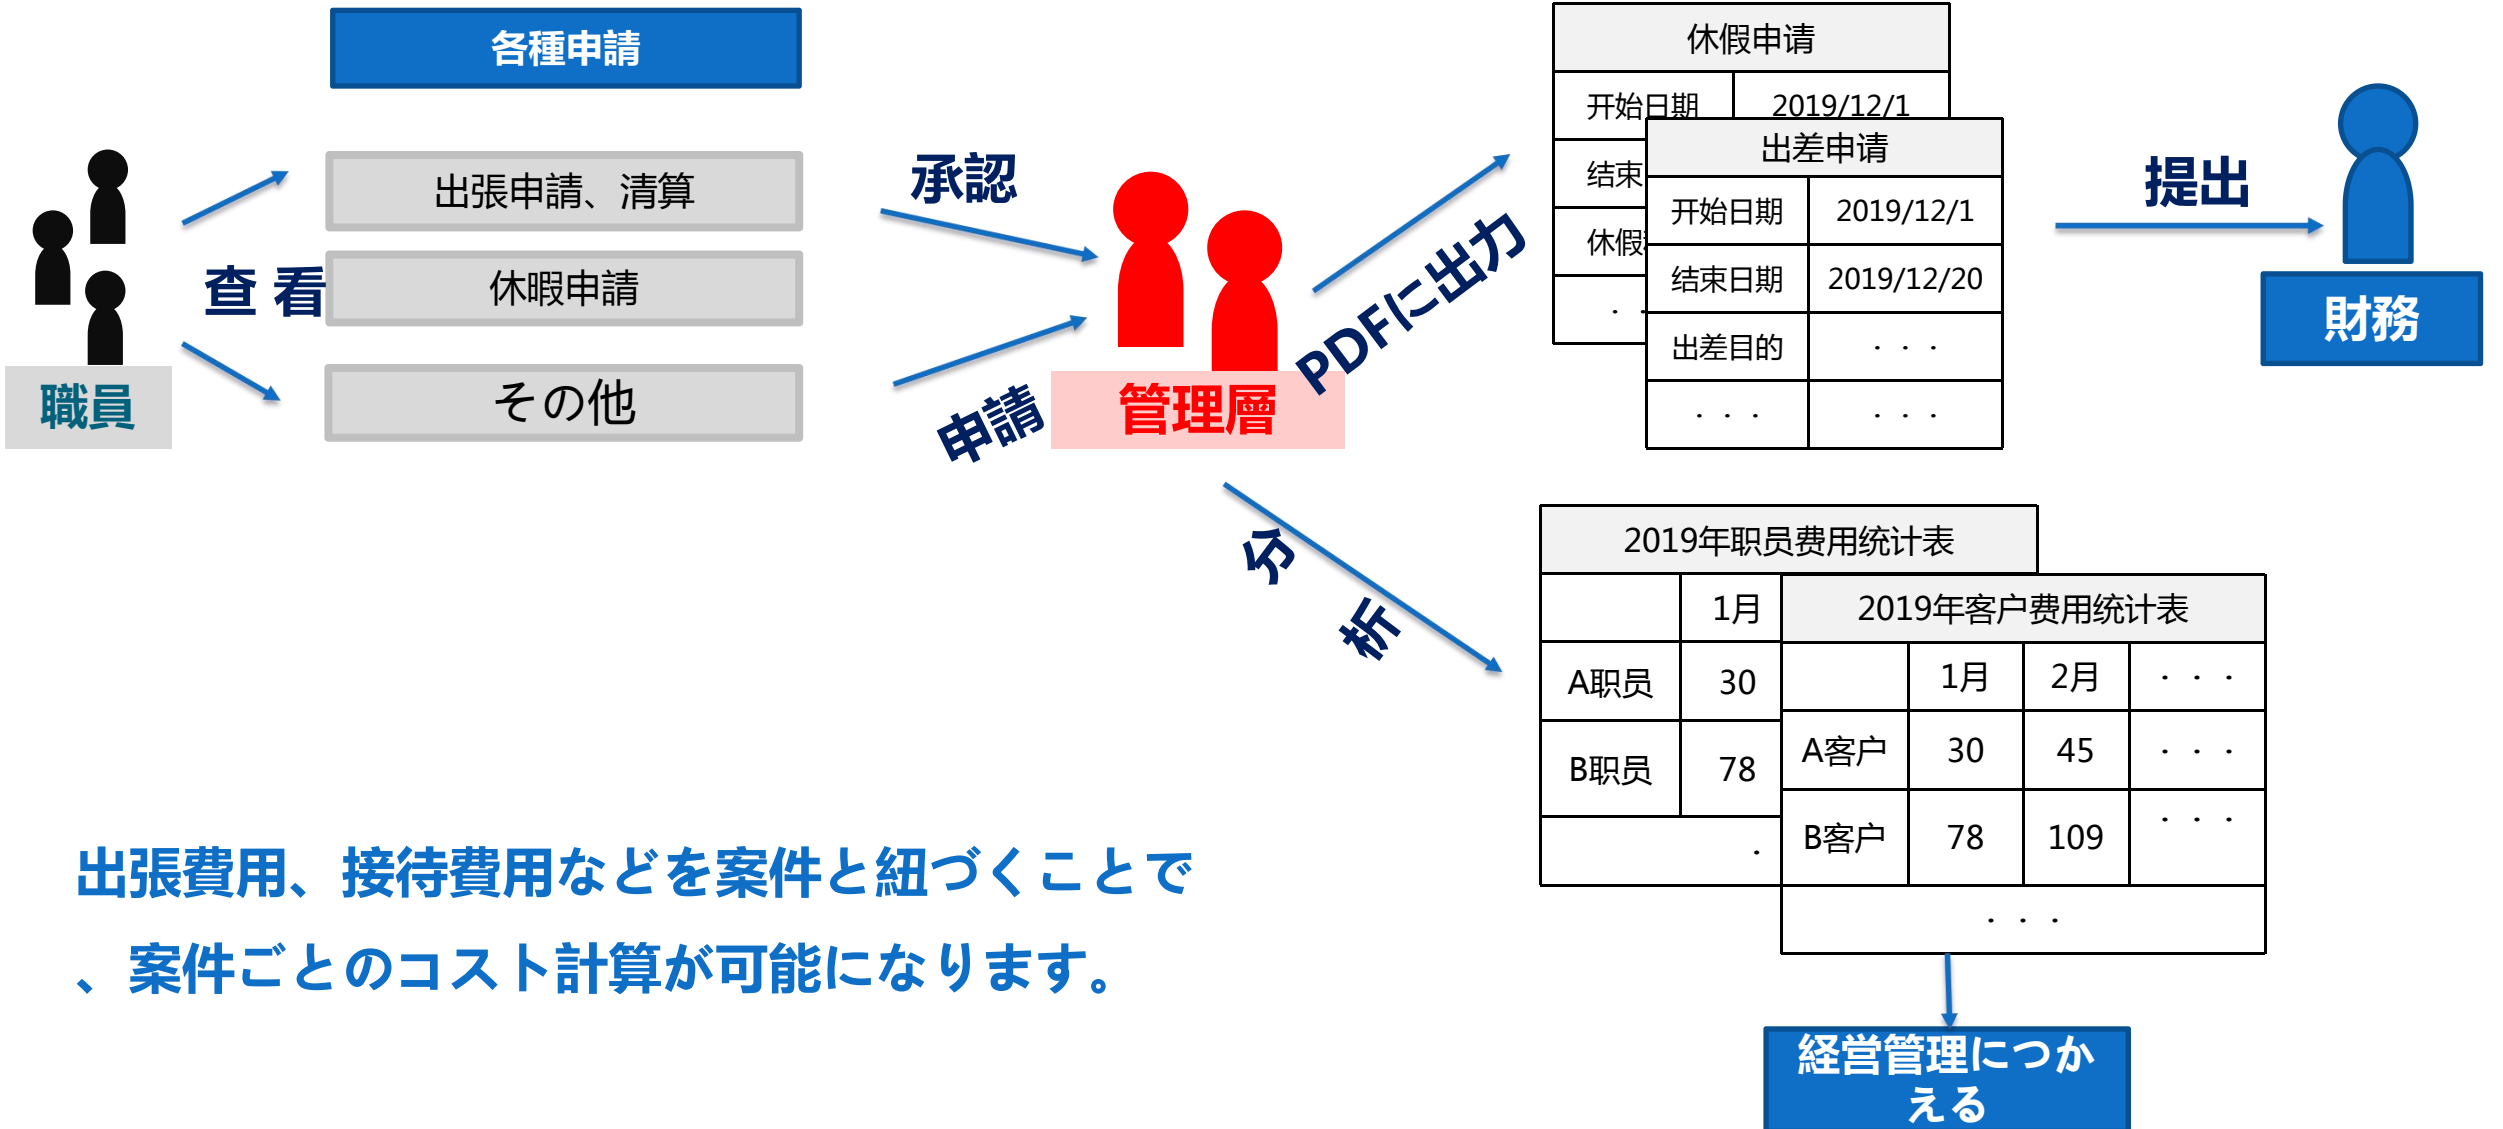 各種申請
出張申請、清算
休暇申請
その他
查 看
職員
承認
申請
管理層
PDFに出力
休假申请
开始日期 2019/12/1
结束
休假
· ·
出差申请
开始日期 2019/12/1
结束日期 2019/12/20
出差目的 · · ·
· · · · · ·
提出
財務
分
析
2019年职员费用统计表
1月
A职员 30
B职员 78
·
2019年客户费用统计表
1月 2月 · · ·
A客户 30 45 · · ·
B客户 78 109 · · ·
· · ·
経営管理につか
える
出張費用、接待費用などを案件と紐づくことで
、案件ごとのコスト計算が可能になります。